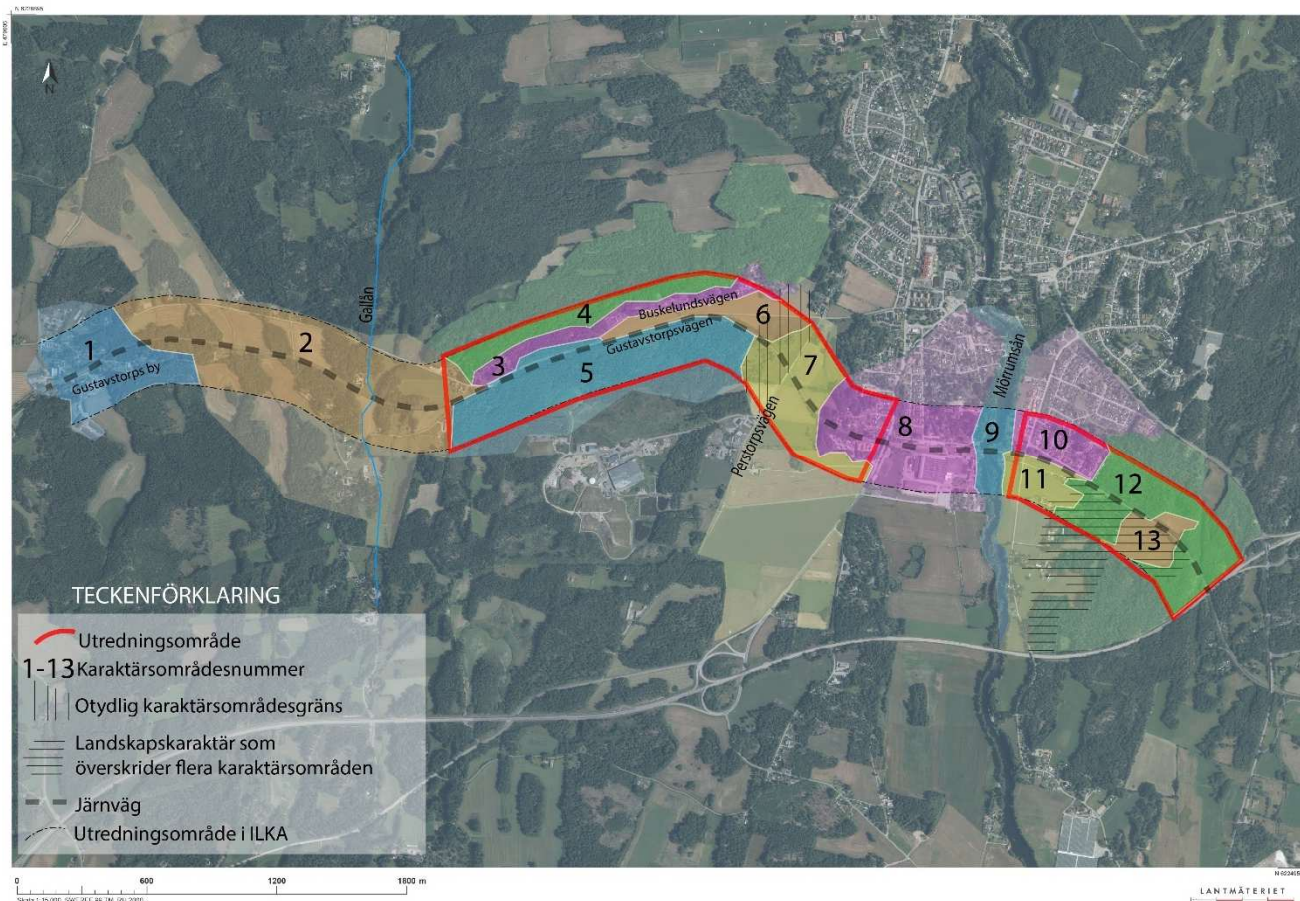 N
1
Gustavstorps by
2
Gallån
3
4
5
Buskelundsvägen
Gustavstorpsvägen
6
7
Perstorpsvägen
8
9
Mörrumsån
10
11
12
13
TECKENFÖRKLARING
Utredningsområde
1-13 Karaktärsområdesnummer
Otydlig karaktärsområdesgräns
Landskapskaraktär som
överskrider flera karaktärsområden
Järnväg
Utredningsområde i ILKA
0 600 1200 1800 m
LANTMÄTERIET